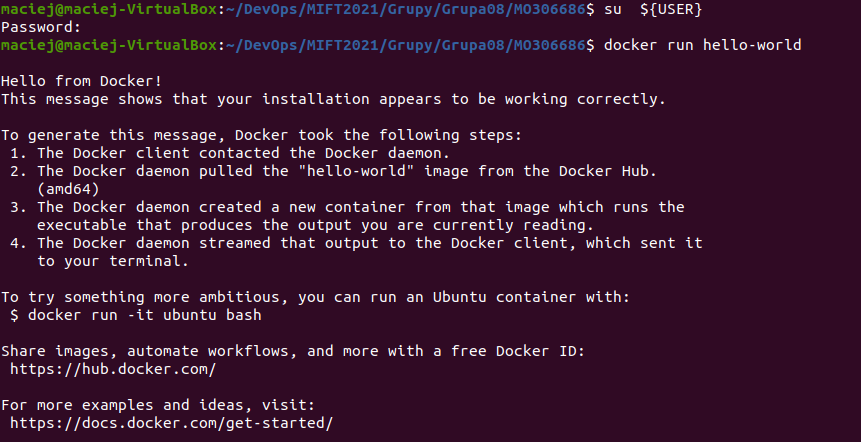 maciej@maciej-VirtualBox:~/DevOps/MIFT2021/Grupy/Grupa08/MO306686$ su  ${USER}
Password:
maciej@maciej-VirtualBox:~/DevOps/MIFT2021/Grupy/Grupa08/MO306686$ docker run hello-world

Hello from Docker!
This message shows that your installation appears to be working correctly.

To generate this message, Docker took the following steps:
 1. The Docker client contacted the Docker daemon.
 2. The Docker daemon pulled the "hello-world" image from the Docker Hub.
    (amd64)
 3. The Docker daemon created a new container from that image which runs the
    executable that produces the output you are currently reading.
 4. The Docker daemon streamed that output to the Docker client, which sent it
    to your terminal.

To try something more ambitious, you can run an Ubuntu container with:
 $ docker run -it ubuntu bash

Share images, automate workflows, and more with a free Docker ID:
 https://hub.docker.com/

For more examples and ideas, visit:
 https://docs.docker.com/get-started/